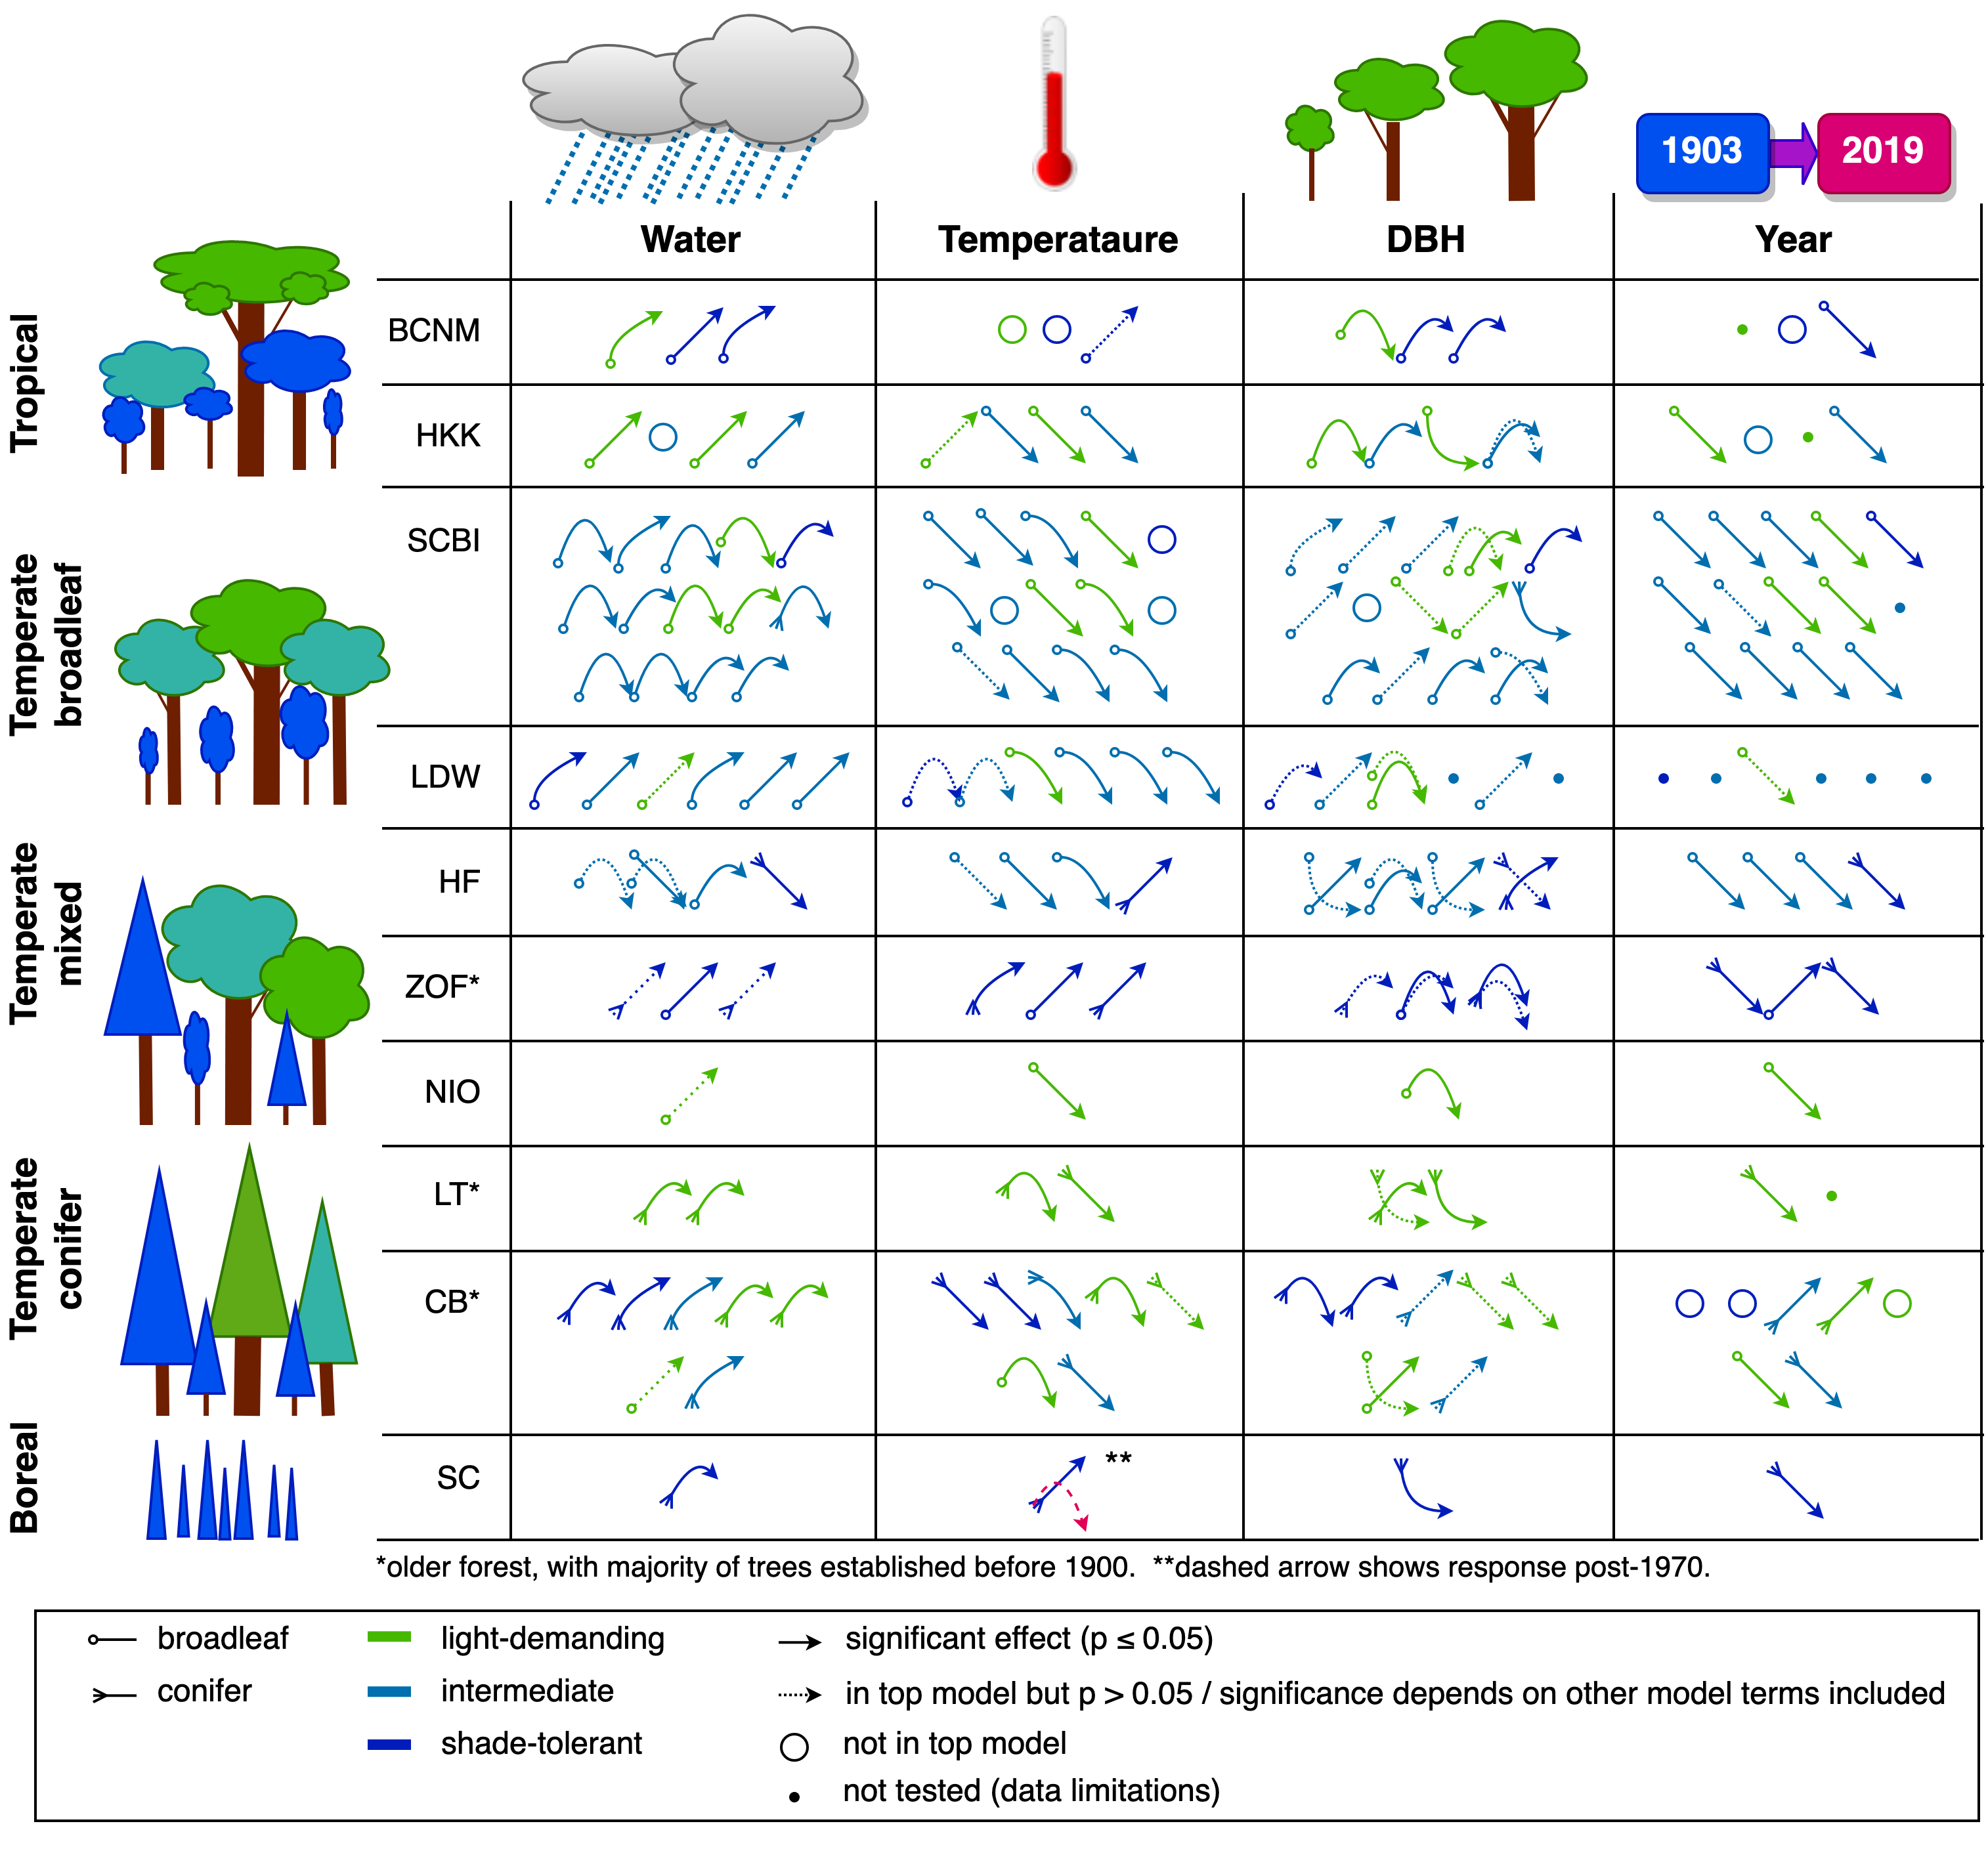 1903
2019
Water
Temperataure
DBH
Year
Tropical
BCNM
HKK
Temperate
broadleaf
SCBI
LDW
Temperate
mixed
HF
ZOF*
NIO
Temperate
conifer
LT*
CB*
Boreal
SC
**
*older forest, with majority of trees established before 1900. **dashed arrow shows response post-1970.
broadleaf
light-demanding
significant effect (p ≤ 0.05)
conifer
intermediate
in top model but p > 0.05 / significance depends on other model terms included
shade-tolerant
not in top model
not tested (data limitations)